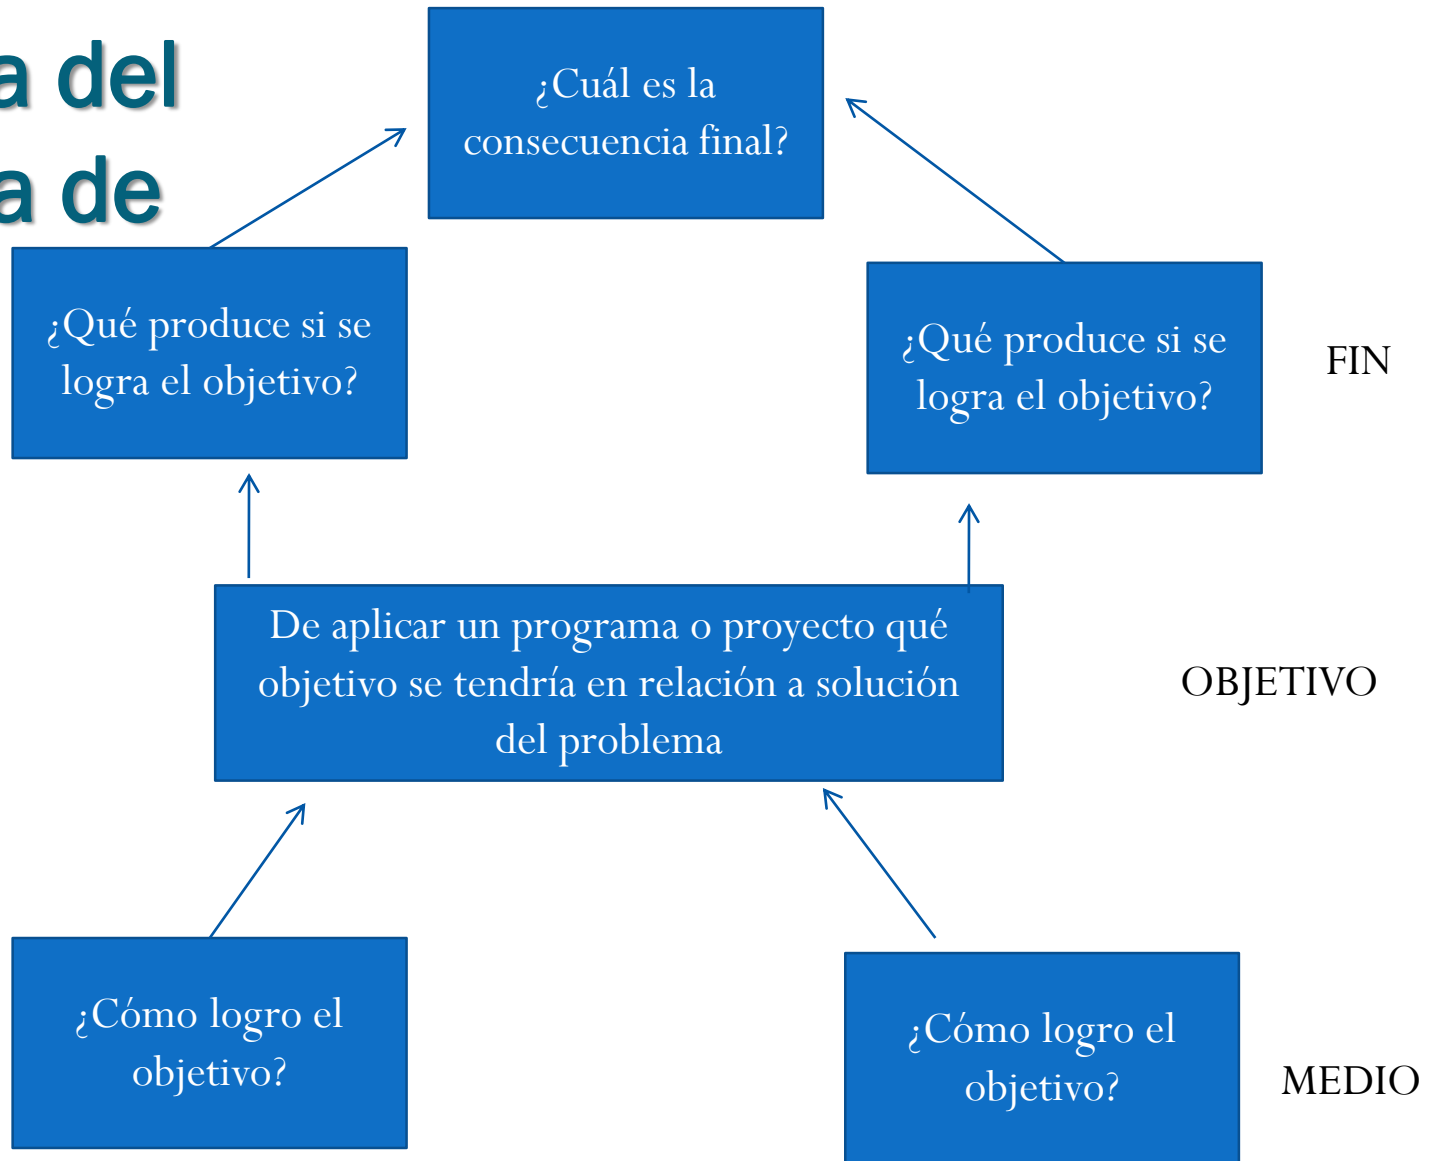 a del
a de
¿Cuál es la
consecuencia final?
¿Qué produce si se
logra el objetivo?
¿Qué produce si se
logra el objetivo?
FIN
De aplicar un programa o proyecto qué
objetivo se tendría en relación a solución
del problema
OBJETIVO
¿Cómo logro el
objetivo?
¿Cómo logro el
objetivo?
MEDIO